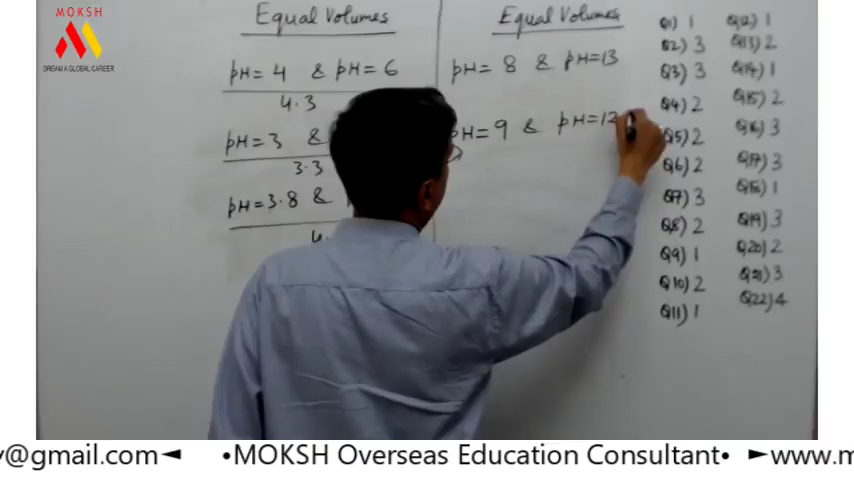 MOKSH
DREAM A GLOBAL CAREER
Equal Volumes
pH = 4 & pH = 6
4.3
pH = 3 &
3.3
pH = 3.8 &
4.
Equal Volumes
pH = 8 & pH = 13
pH = 9 & pH = 12
Q1) 1
Q2) 3
Q3) 3
Q4) 2
Q5) 2
Q6) 2
Q7) 3
Q8) 2
Q9) 1
Q10) 2
Q11) 1
Q12) 1
Q13) 2
Q14) 1
Q15) 2
Q16) 3
Q17) 3
Q18) 1
Q19) 3
Q20) 2
Q21) 3
Q22) 4
y@gmail.com◄ •MOKSH Overseas Education Consultant• ►www.m